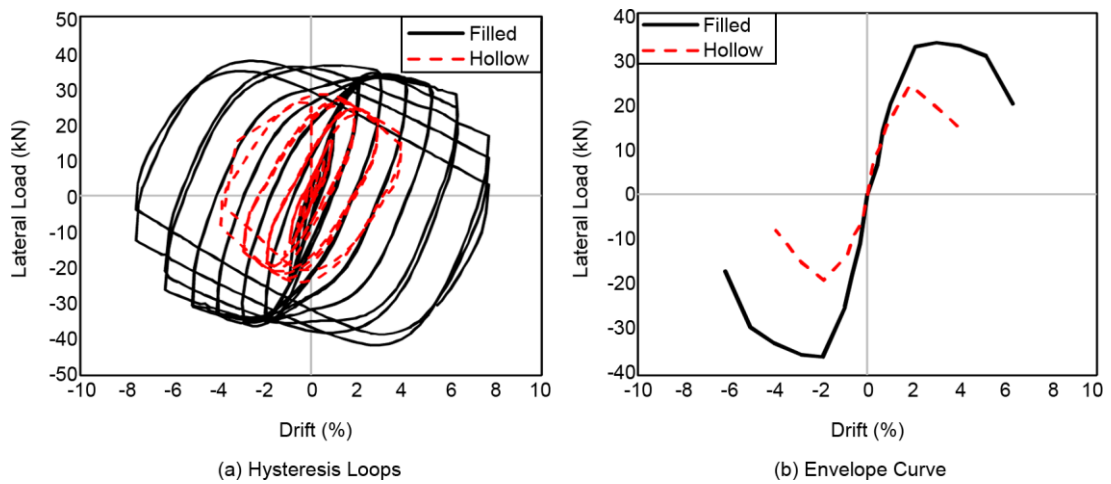 50
40
30
20
10
0
-10
-20
-30
-40
-50
Lateral Load (kN)
Filled
Hollow
-10 -8 -6 -4 -2 0 2 4 6 8 10
Drift (%)
(a) Hysteresis Loops
40
30
20
10
0
-10
-20
-30
-40
Lateral Load (kN)
Filled
Hollow
-10 -8 -6 -4 -2 0 2 4 6 8 10
Drift (%)
(b) Envelope Curve